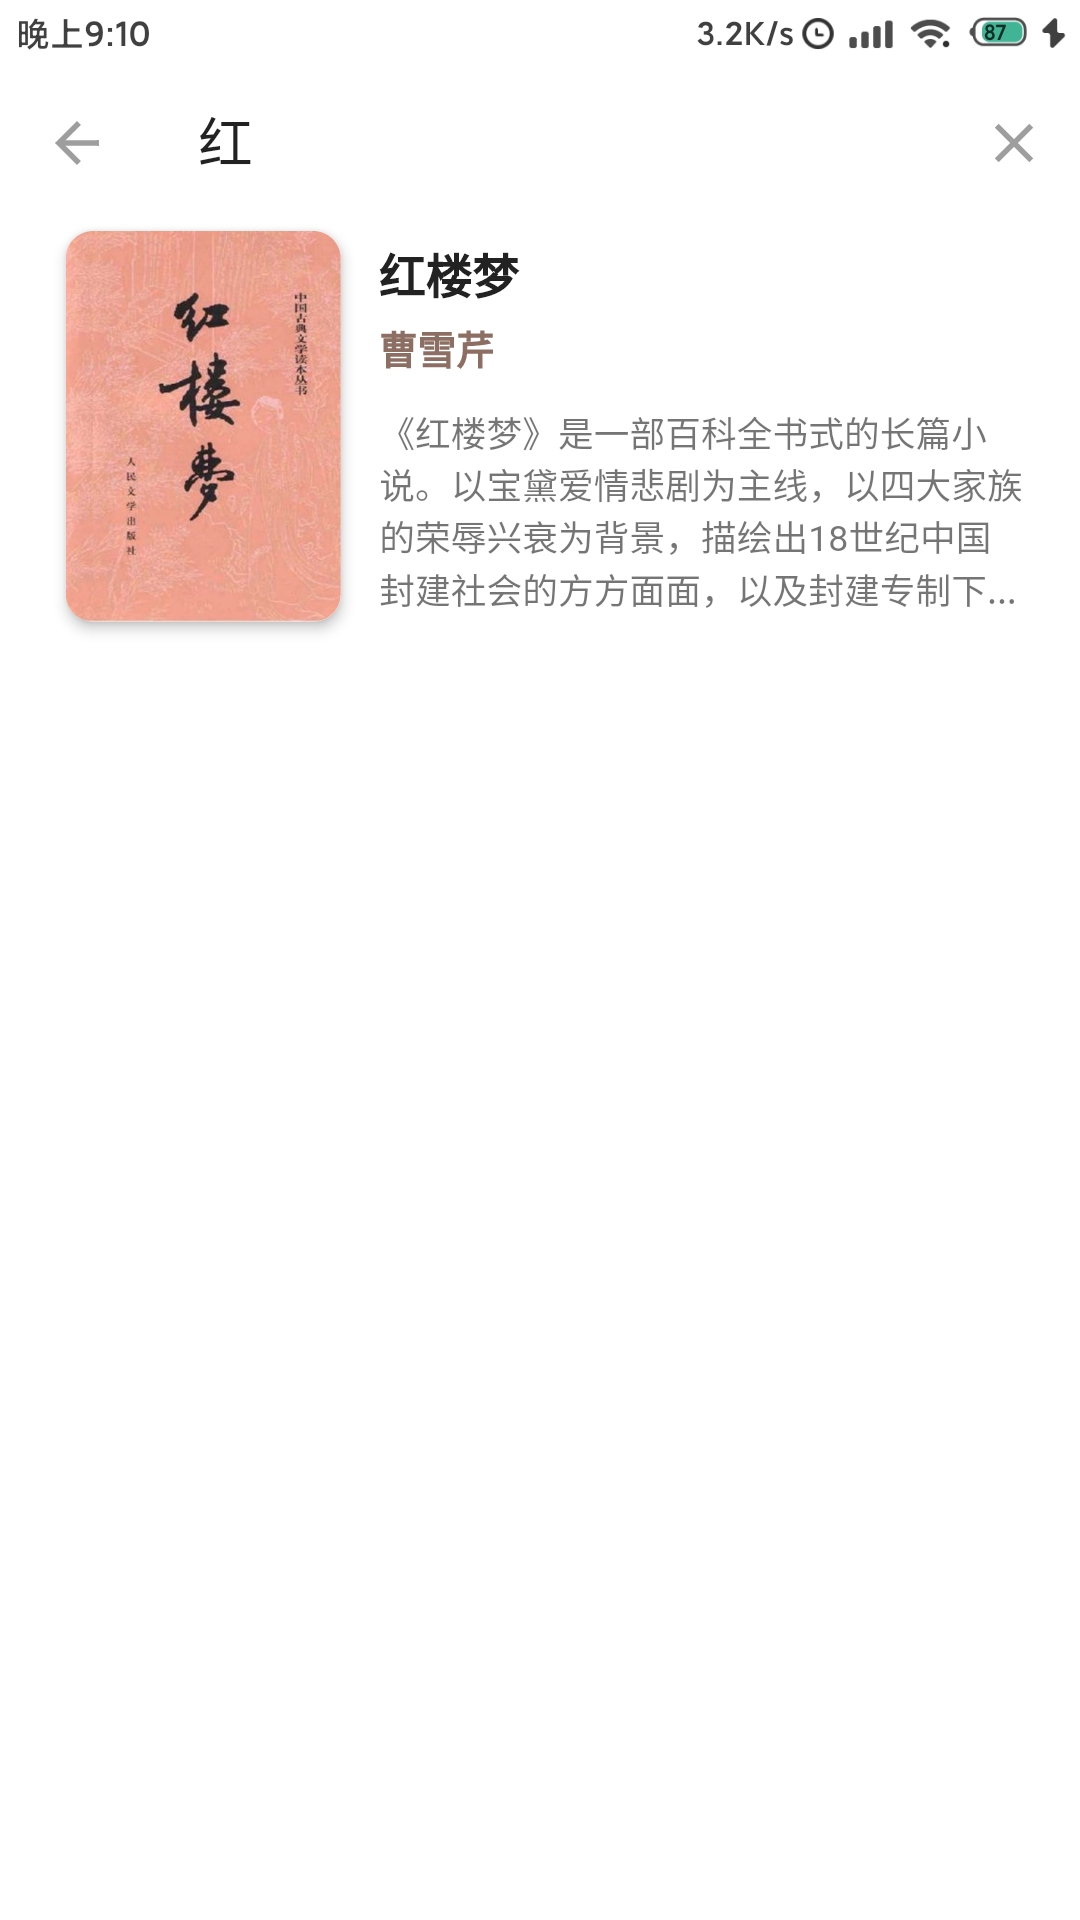 晚上9:10 3.2K/s 87
红
红楼梦
中国古典文学读本丛书
人民文学出版社
红楼梦
曹雪芹
《红楼梦》是一部百科全书式的长篇小
说。以宝黛爱情悲剧为主线，以四大家族
的荣辱兴衰为背景，描绘出18世纪中国
封建社会的方方面面，以及封建专制下...